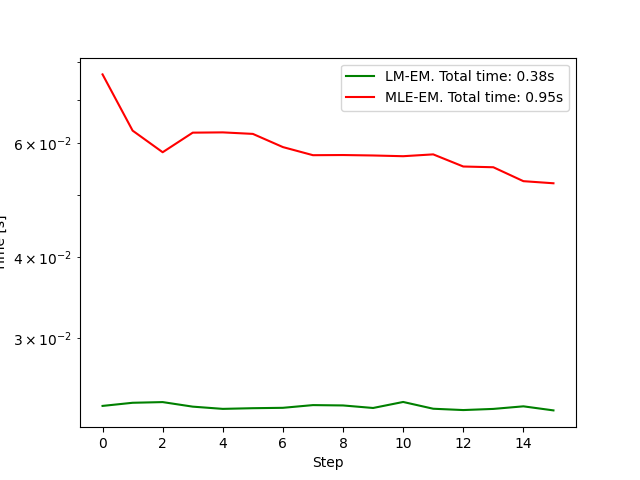 LM-EM. Total time: 0.38s
MLE-EM. Total time: 0.95s
6 × 10⁻²
4 × 10⁻²
3 × 10⁻²
0 2 4 6 8 10 12 14
Step